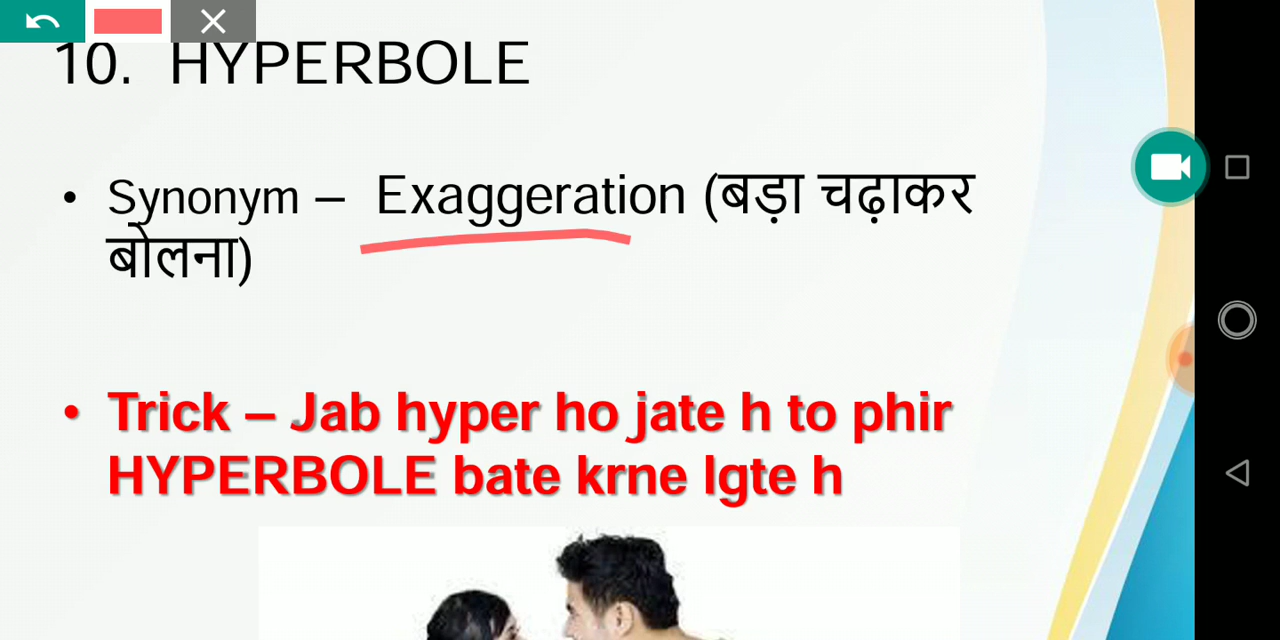 10. HYPERBOLE
• Synonym – Exaggeration (बड़ा चढ़ाकर
बोलना)
• Trick – Jab hyper ho jate h to phir
HYPERBOLE bate krne lgte h